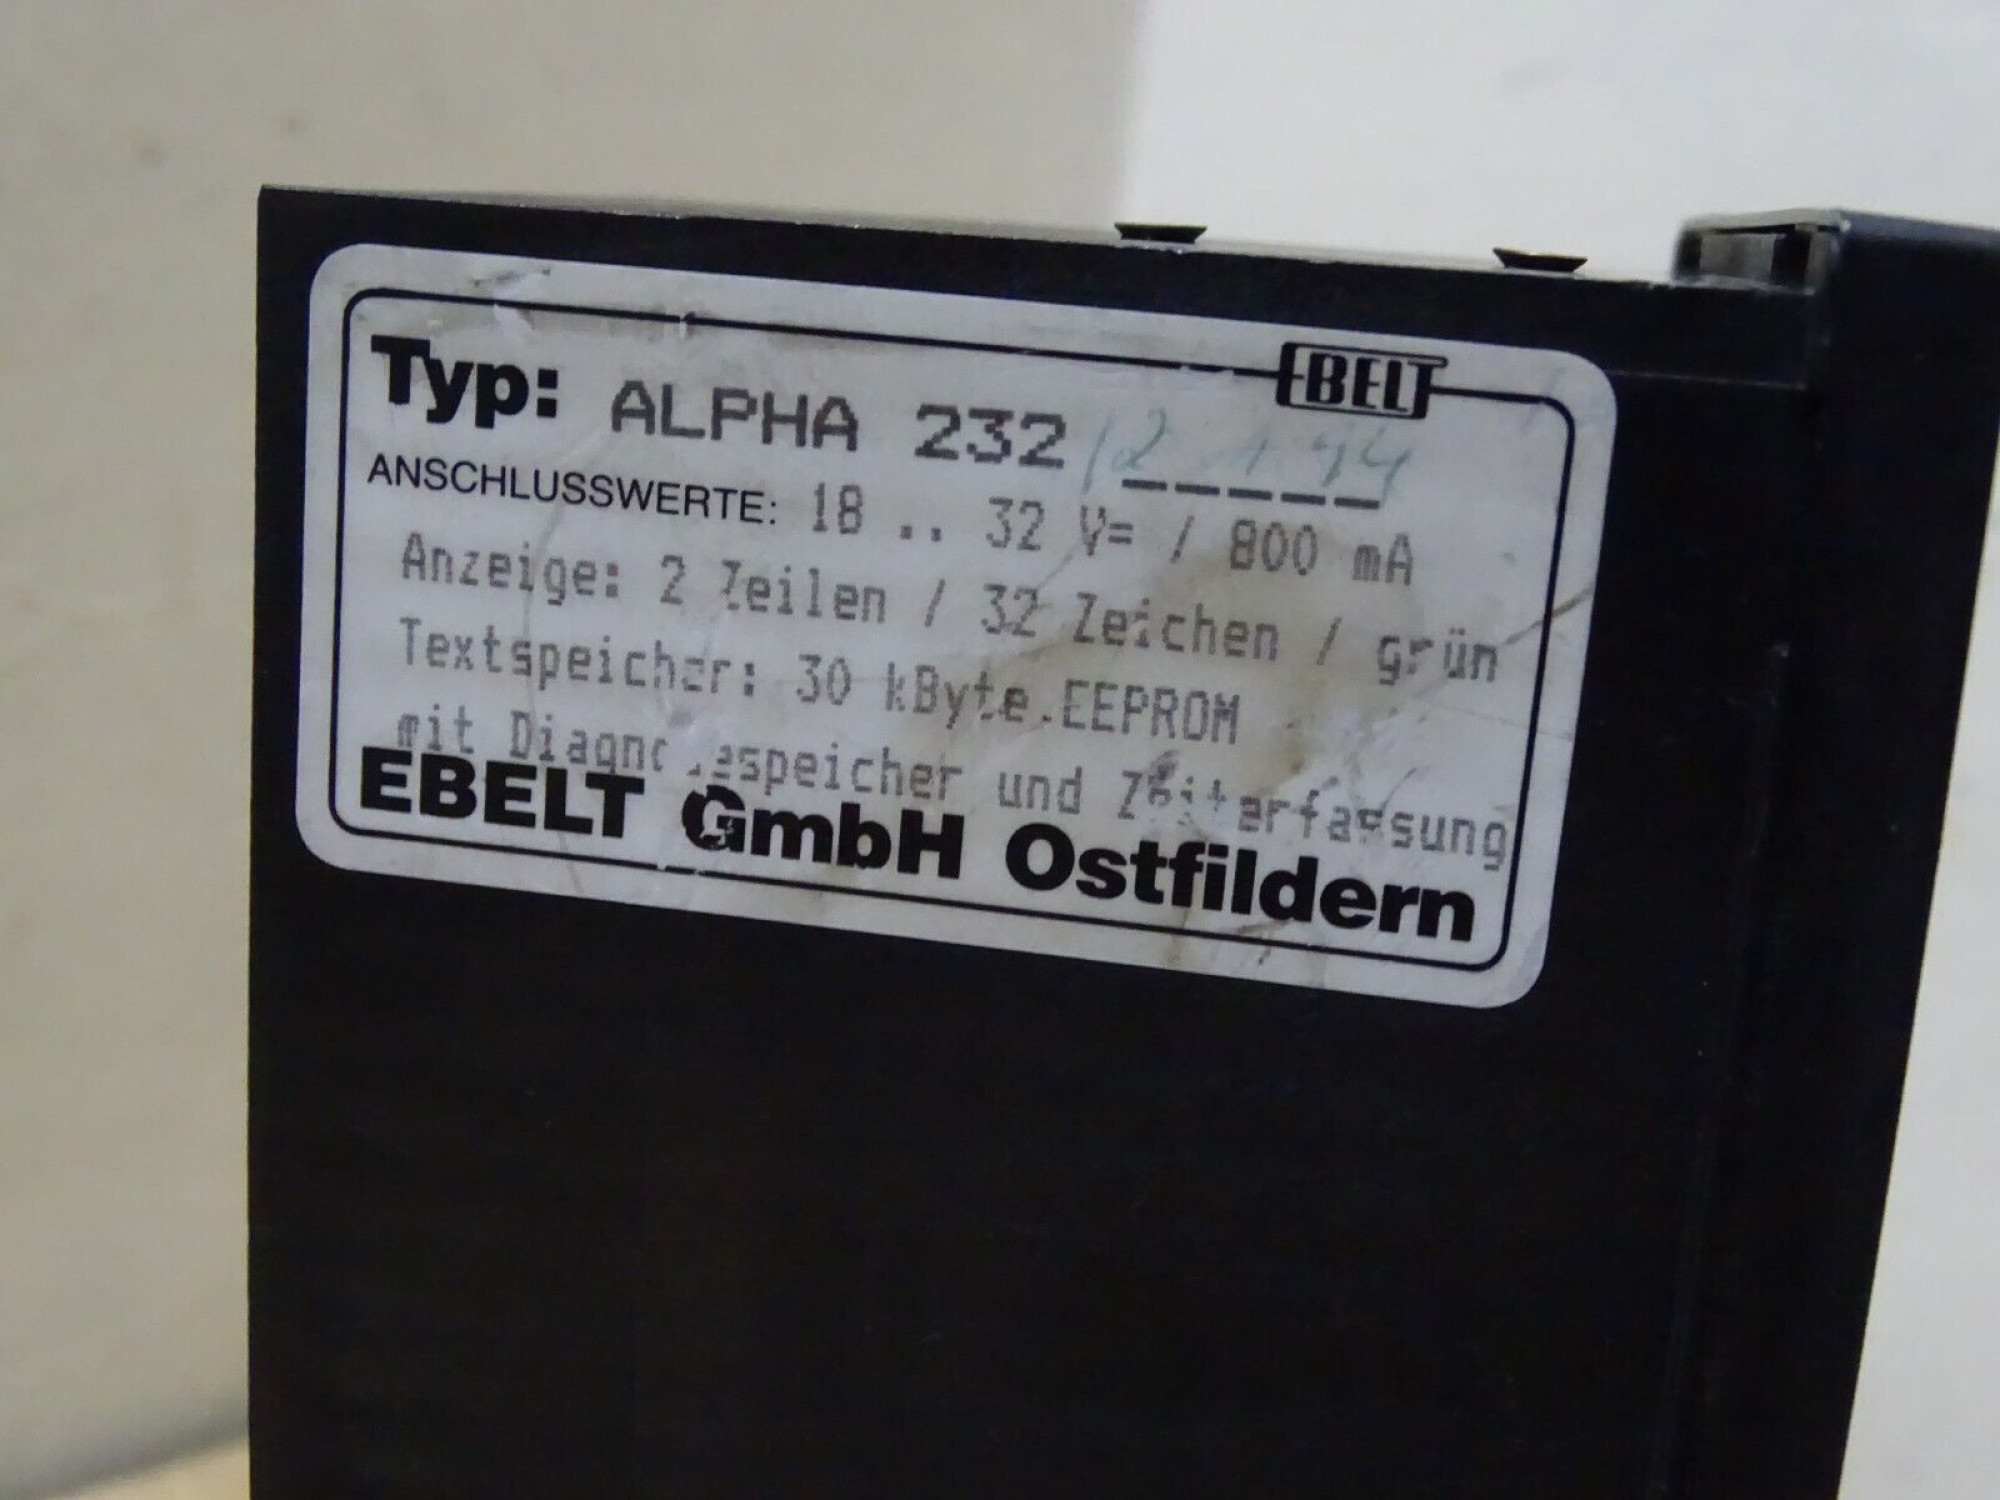 EBELT
Typ: ALPHA 232
ANSCHLUSSWERTE: 18 .. 32 V= / 800 mA
Anzeige: 2 Zeilen / 32 Zeichen / grün
Textspeicher: 30 kByte EEPROM
mit Diagnosespeicher und Zeiterfassung
EBELT GmbH Ostfildern